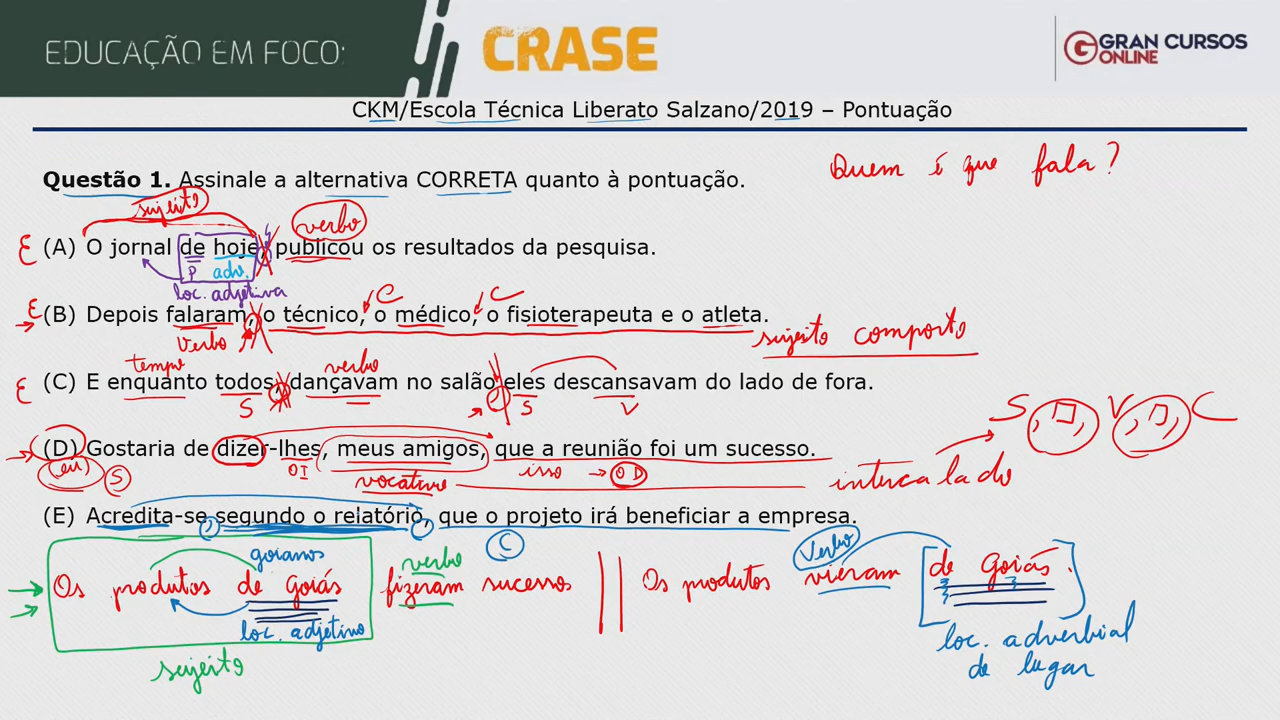 EDUCAÇÃO EM FOCO:
CRASE
GRAN CURSOS
ONLINE
CKM/Escola Técnica Liberato Salzano/2019 – Pontuação
Quem é que fala?
Questão 1. Assinale a alternativa CORRETA quanto à pontuação.
sujeito
verbo
E (A) O jornal de hoje, publicou os resultados da pesquisa.
P adv.
loc. adjetiva
C C
E (B) Depois falaram, o técnico, o médico, o fisioterapeuta e o atleta.
verbo
sujeito composto
tempo verbo
E (C) E enquanto todos, dançavam no salão eles descansavam do lado de fora.
S S V
S V C
(D) Gostaria de dizer-lhes, meus amigos, que a reunião foi um sucesso.
(eu) S OI vocativo isso → OD
intercalado
(E) Acredita-se segundo o relatório, que o projeto irá beneficiar a empresa.
C
goianos verbo Verbo
Os produtos de Goiás fizeram sucesso Os produtos vieram de Goiás.
loc. adjetiva loc. adverbial
sujeito de lugar